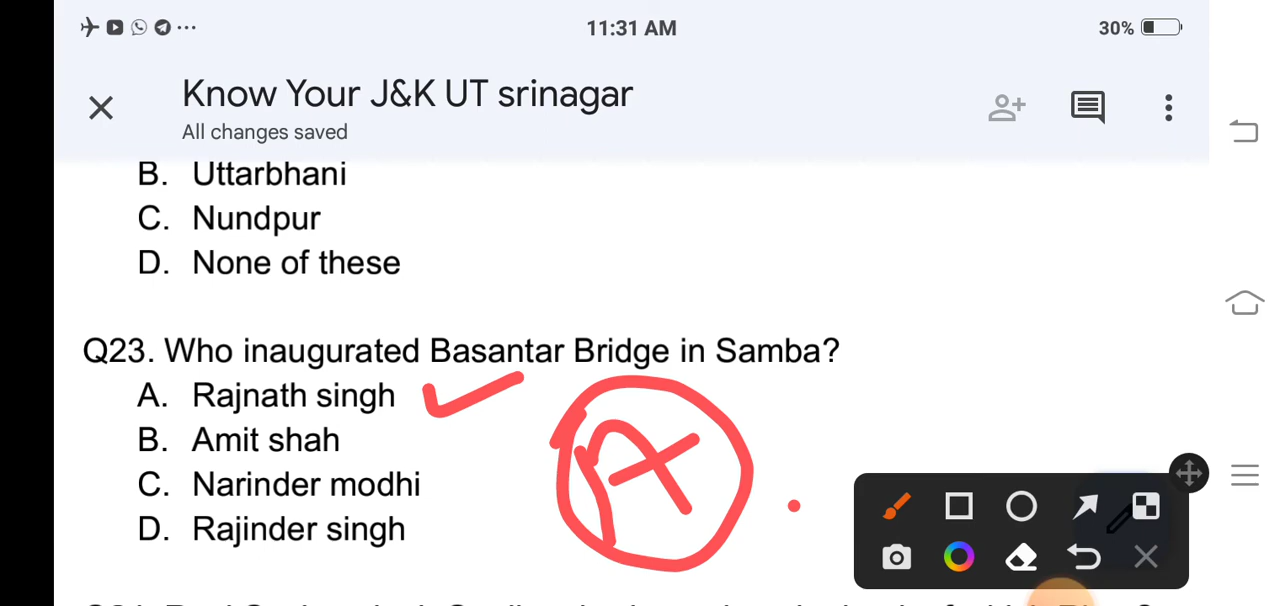 11:31 AM
30%
Know Your J&K UT srinagar
All changes saved
B. Uttarbhani
C. Nundpur
D. None of these
Q23. Who inaugurated Basantar Bridge in Samba?
A. Rajnath singh
B. Amit shah
A
C. Narinder modhi
D. Rajinder singh